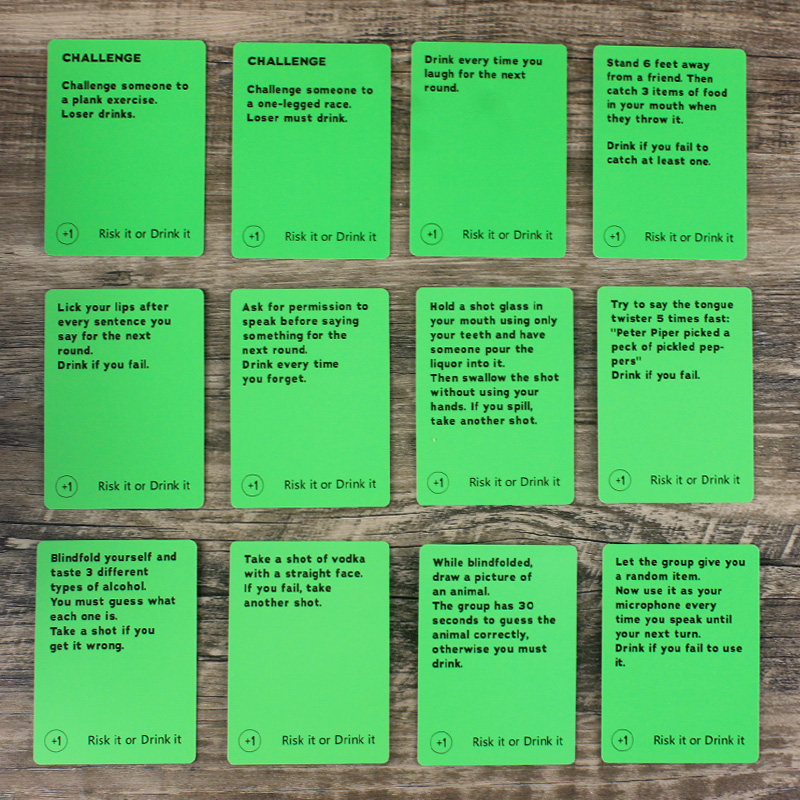 CHALLENGE
Challenge someone to
a plank exercise.
Loser drinks.
+1 Risk it or Drink it
CHALLENGE
Challenge someone to
a one-legged race.
Loser must drink.
+1 Risk it or Drink it
Drink every time you
laugh for the next
round.
+1 Risk it or Drink it
Stand 6 feet away
from a friend. Then
catch 3 items of food
in your mouth when
they throw it.
Drink if you fail to
catch at least one.
+1 Risk it or Drink it
Lick your lips after
every sentence you
say for the next
round.
Drink if you fail.
+1 Risk it or Drink it
Ask for permission to
speak before saying
something for the
next round.
Drink every time
you forget.
+1 Risk it or Drink it
Hold a shot glass in
your mouth using only
your teeth and have
someone pour the
liquor into it.
Then swallow the shot
without using your
hands. If you spill,
take another shot.
+1 Risk it or Drink it
Try to say the tongue
twister 5 times fast:
"Peter Piper picked a
peck of pickled pep-
pers"
Drink if you fail.
+1 Risk it or Drink it
Blindfold yourself and
taste 3 different
types of alcohol.
You must guess what
each one is.
Take a shot if you
get it wrong.
+1 Risk it or Drink it
Take a shot of vodka
with a straight face.
If you fail, take
another shot.
+1 Risk it or Drink it
While blindfolded,
draw a picture of
an animal.
The group has 30
seconds to guess the
animal correctly,
otherwise you must
drink.
+1 Risk it or Drink it
Let the group give you
a random item.
Now use it as your
microphone every
time you speak until
your next turn.
Drink if you fail to use
it.
+1 Risk it or Drink it